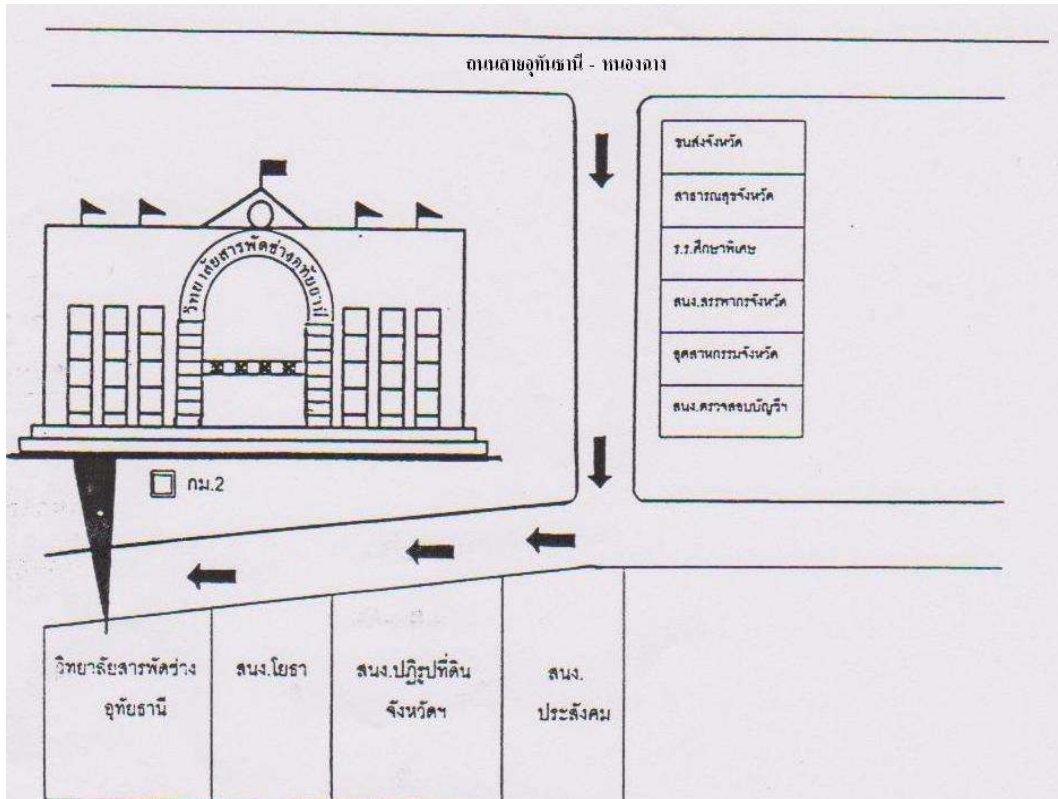 ถนนสายอุทันธานี - หนองฉาง
ขนส่งจังหวัด
สาธารณสุขจังหวัด
ร.ร.ศึกษาพิเศษ
สนง.สรรพากรจังหวัด
อุตสาหกรรมจังหวัด
สนง.ตรวจสอบบัญชีฯ
วิทยาลัยสารพัดช่างอุทัยธานี
กม.2
วิทยาลัยสารพัดช่าง
อุทัยธานี
สนง.โยธา
สนง.ปฏิรูปที่ดิน
จังหวัดฯ
สนง.
ประสังคม